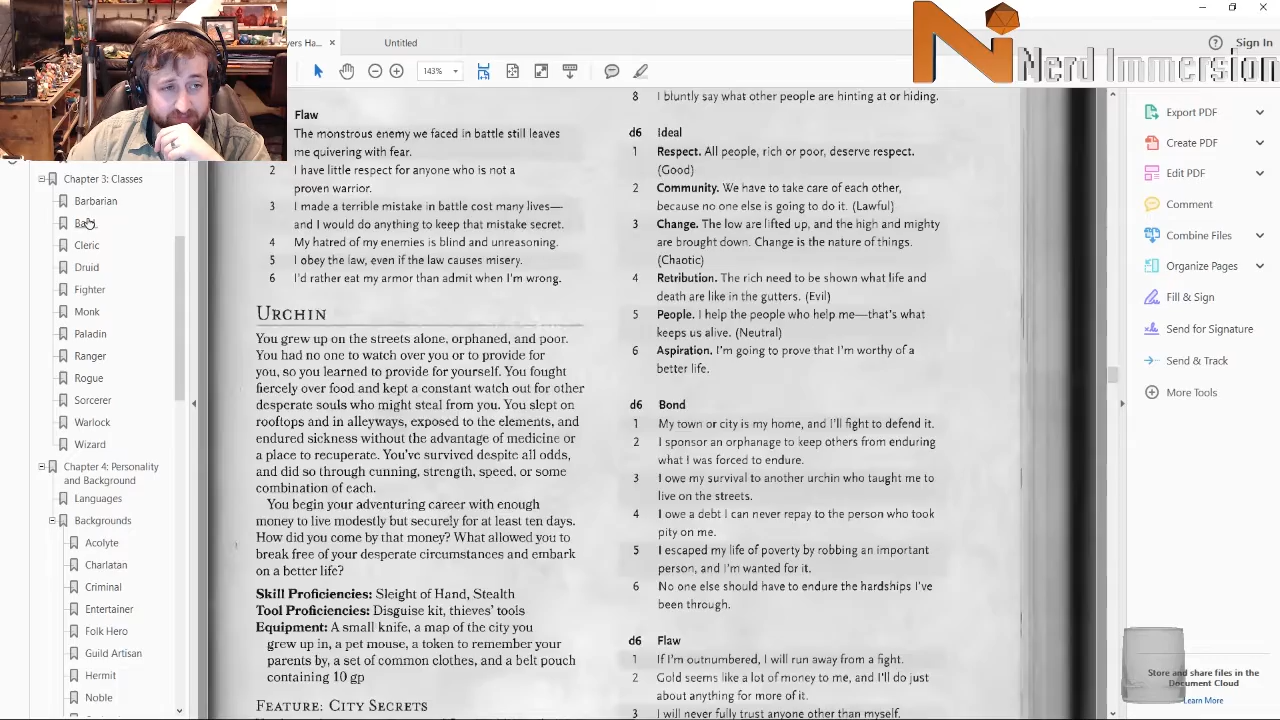 ers Ha...
Untitled
Nerd Immersion
Sign In
Chapter 3: Classes
Barbarian
Cleric
Druid
Fighter
Monk
Paladin
Ranger
Rogue
Sorcerer
Warlock
Wizard
Chapter 4: Personality
and Background
Languages
Backgrounds
Acolyte
Charlatan
Criminal
Entertainer
Folk Hero
Guild Artisan
Hermit
Noble
Flaw
The monstrous enemy we faced in battle still leaves
me quivering with fear.
2 I have little respect for anyone who is not a
proven warrior.
3 I made a terrible mistake in battle cost many lives—
and I would do anything to keep that mistake secret.
4 My hatred of my enemies is blind and unreasoning.
5 I obey the law, even if the law causes misery.
6 I'd rather eat my armor than admit when I'm wrong.
URCHIN
You grew up on the streets alone, orphaned, and poor.
You had no one to watch over you or to provide for
you, so you learned to provide for yourself. You fought
fiercely over food and kept a constant watch out for other
desperate souls who might steal from you. You slept on
rooftops and in alleyways, exposed to the elements, and
endured sickness without the advantage of medicine or
a place to recuperate. You've survived despite all odds,
and did so through cunning, strength, speed, or some
combination of each.
You begin your adventuring career with enough
money to live modestly but securely for at least ten days.
How did you come by that money? What allowed you to
break free of your desperate circumstances and embark
on a better life?
Skill Proficiencies: Sleight of Hand, Stealth
Tool Proficiencies: Disguise kit, thieves' tools
Equipment: A small knife, a map of the city you
grew up in, a pet mouse, a token to remember your
parents by, a set of common clothes, and a belt pouch
containing 10 gp
FEATURE: CITY SECRETS
8 I bluntly say what other people are hinting at or hiding.
d6 Ideal
1 Respect. All people, rich or poor, deserve respect.
(Good)
2 Community. We have to take care of each other,
because no one else is going to do it. (Lawful)
3 Change. The low are lifted up, and the high and mighty
are brought down. Change is the nature of things.
(Chaotic)
4 Retribution. The rich need to be shown what life and
death are like in the gutters. (Evil)
5 People. I help the people who help me—that's what
keeps us alive. (Neutral)
6 Aspiration. I'm going to prove that I'm worthy of a
better life.
d6 Bond
1 My town or city is my home, and I'll fight to defend it.
2 I sponsor an orphanage to keep others from enduring
what I was forced to endure.
3 I owe my survival to another urchin who taught me to
live on the streets.
4 I owe a debt I can never repay to the person who took
pity on me.
5 I escaped my life of poverty by robbing an important
person, and I'm wanted for it.
6 No one else should have to endure the hardships I've
been through.
d6 Flaw
1 If I'm outnumbered, I will run away from a fight.
2 Gold seems like a lot of money to me, and I'll do just
about anything for more of it.
3 I will never fully trust anyone other than myself.
Export PDF
Create PDF
Edit PDF
Comment
Combine Files
Organize Pages
Fill & Sign
Send for Signature
Send & Track
More Tools
Store and share files in the
Document Cloud
Learn More